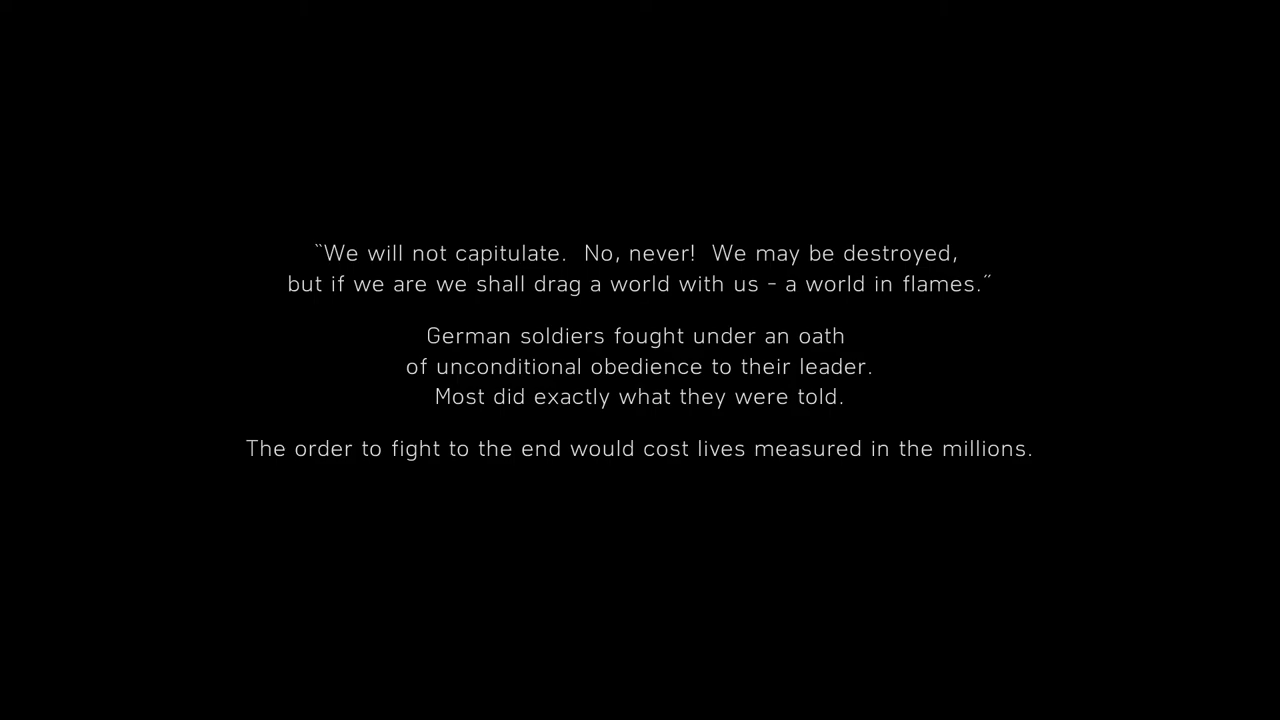 ``We will not capitulate.  No, never!  We may be destroyed,
but if we are we shall drag a world with us - a world in flames.˝
German soldiers fought under an oath
of unconditional obedience to their leader.
Most did exactly what they were told.
The order to fight to the end would cost lives measured in the millions.